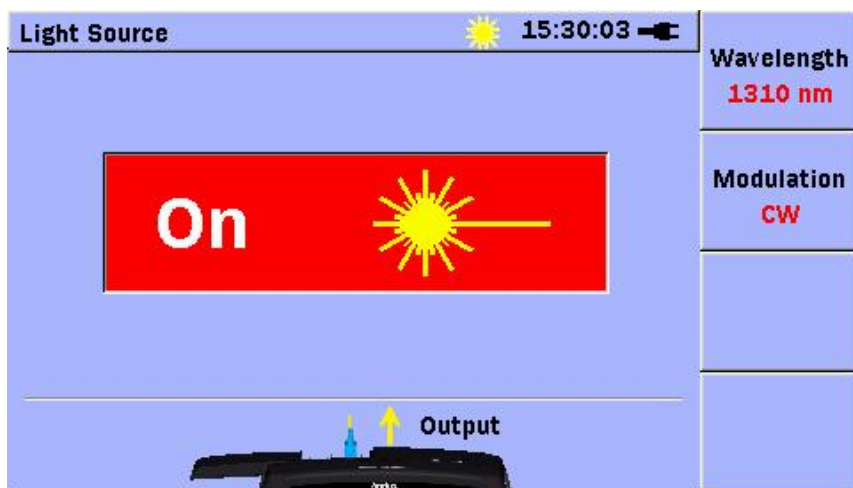 Light Source
15:30:03
Wavelength
1310 nm
Modulation
CW
On
Output